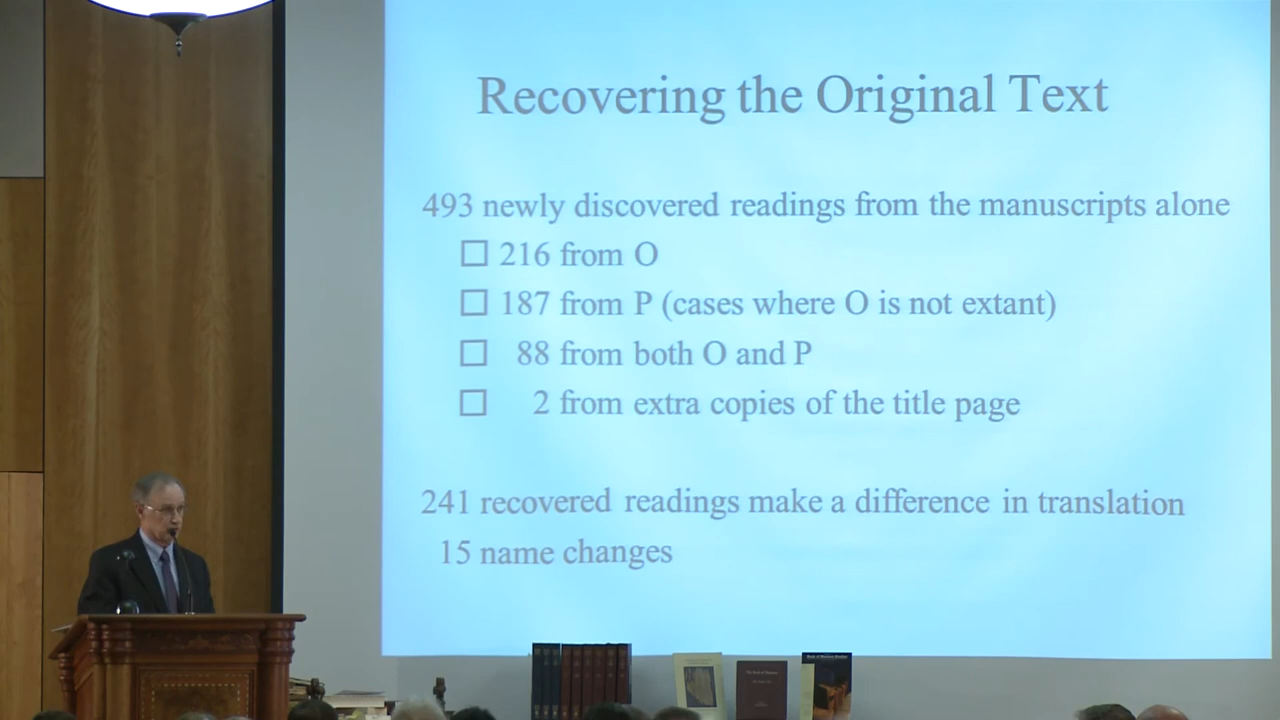 Recovering the Original Text
493 newly discovered readings from the manuscripts alone
216 from O
187 from P (cases where O is not extant)
88 from both O and P
2 from extra copies of the title page
241 recovered readings make a difference in translation
15 name changes